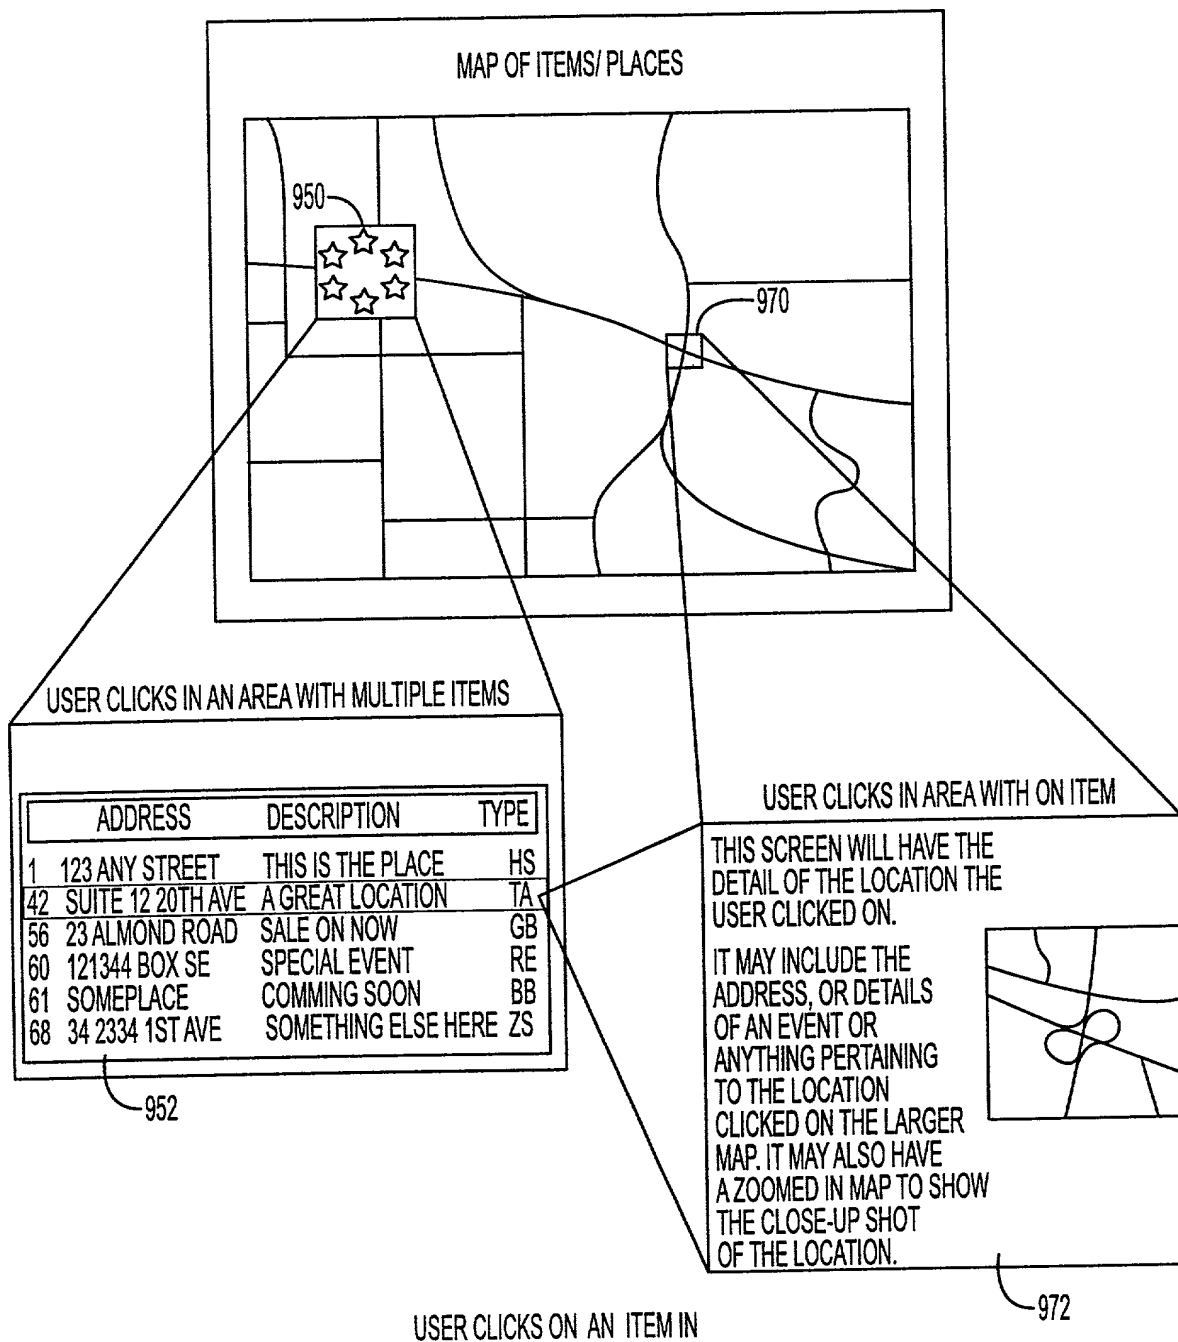 MAP OF ITEMS/ PLACES
950
970
USER CLICKS IN AN AREA WITH MULTIPLE ITEMS
ADDRESS DESCRIPTION TYPE
1 123 ANY STREET THIS IS THE PLACE HS
42 SUITE 12 20TH AVE A GREAT LOCATION TA
56 23 ALMOND ROAD SALE ON NOW GB
60 121344 BOX SE SPECIAL EVENT RE
61 SOMEPLACE COMMING SOON BB
68 34 2334 1ST AVE SOMETHING ELSE HERE ZS
952
USER CLICKS IN AREA WITH ON ITEM
THIS SCREEN WILL HAVE THE
DETAIL OF THE LOCATION THE
USER CLICKED ON.
IT MAY INCLUDE THE
ADDRESS, OR DETAILS
OF AN EVENT OR
ANYTHING PERTAINING
TO THE LOCATION
CLICKED ON THE LARGER
MAP. IT MAY ALSO HAVE
A ZOOMED IN MAP TO SHOW
THE CLOSE-UP SHOT
OF THE LOCATION.
972
USER CLICKS ON AN ITEM IN